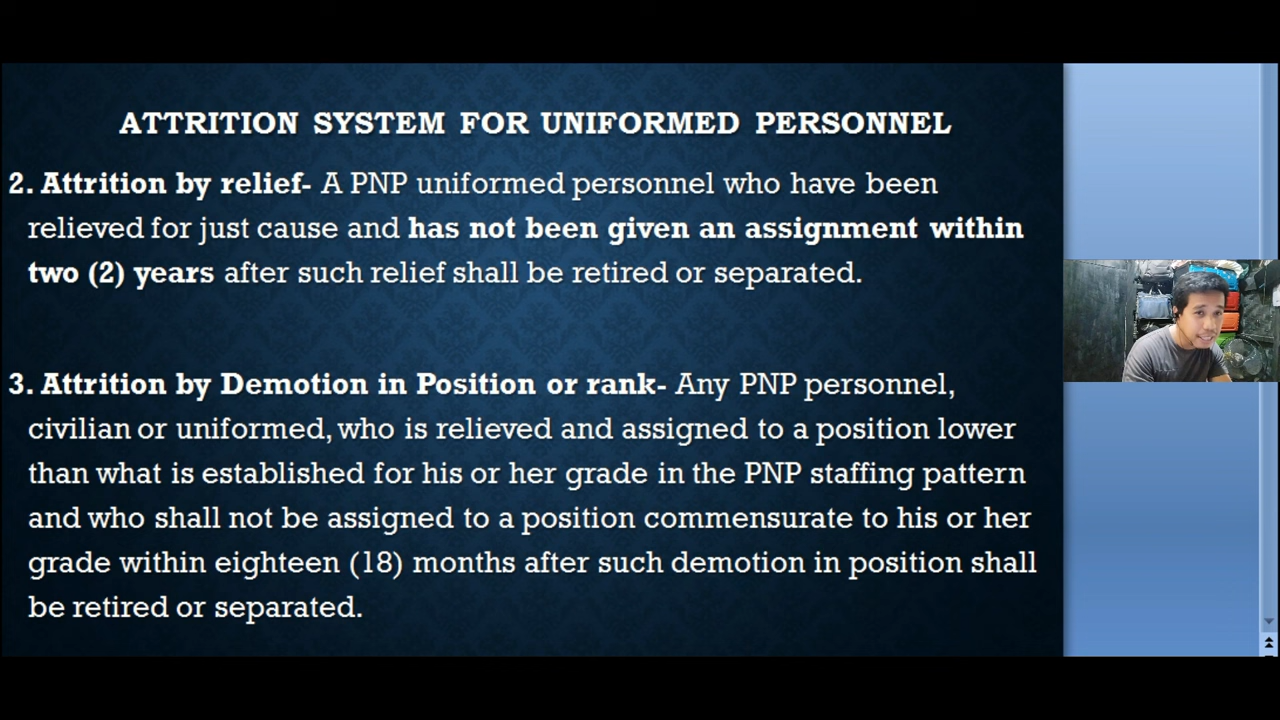 ATTRITION SYSTEM FOR UNIFORMED PERSONNEL
2. Attrition by relief- A PNP uniformed personnel who have been
relieved for just cause and has not been given an assignment within
two (2) years after such relief shall be retired or separated.
3. Attrition by Demotion in Position or rank- Any PNP personnel,
civilian or uniformed, who is relieved and assigned to a position lower
than what is established for his or her grade in the PNP staffing pattern
and who shall not be assigned to a position commensurate to his or her
grade within eighteen (18) months after such demotion in position shall
be retired or separated.